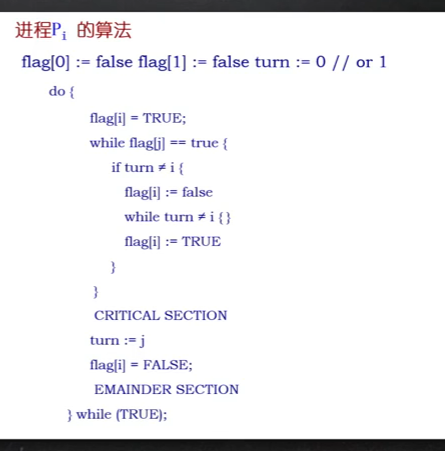 进程Pi 的算法
flag[0] := false flag[1] := false turn := 0 // or 1
do {
flag[i] = TRUE;
while flag[j] == true {
if turn ≠ i {
flag[i] := false
while turn ≠ i {}
flag[i] := TRUE
}
}
CRITICAL SECTION
turn := j
flag[i] = FALSE;
EMAINDER SECTION
} while (TRUE);